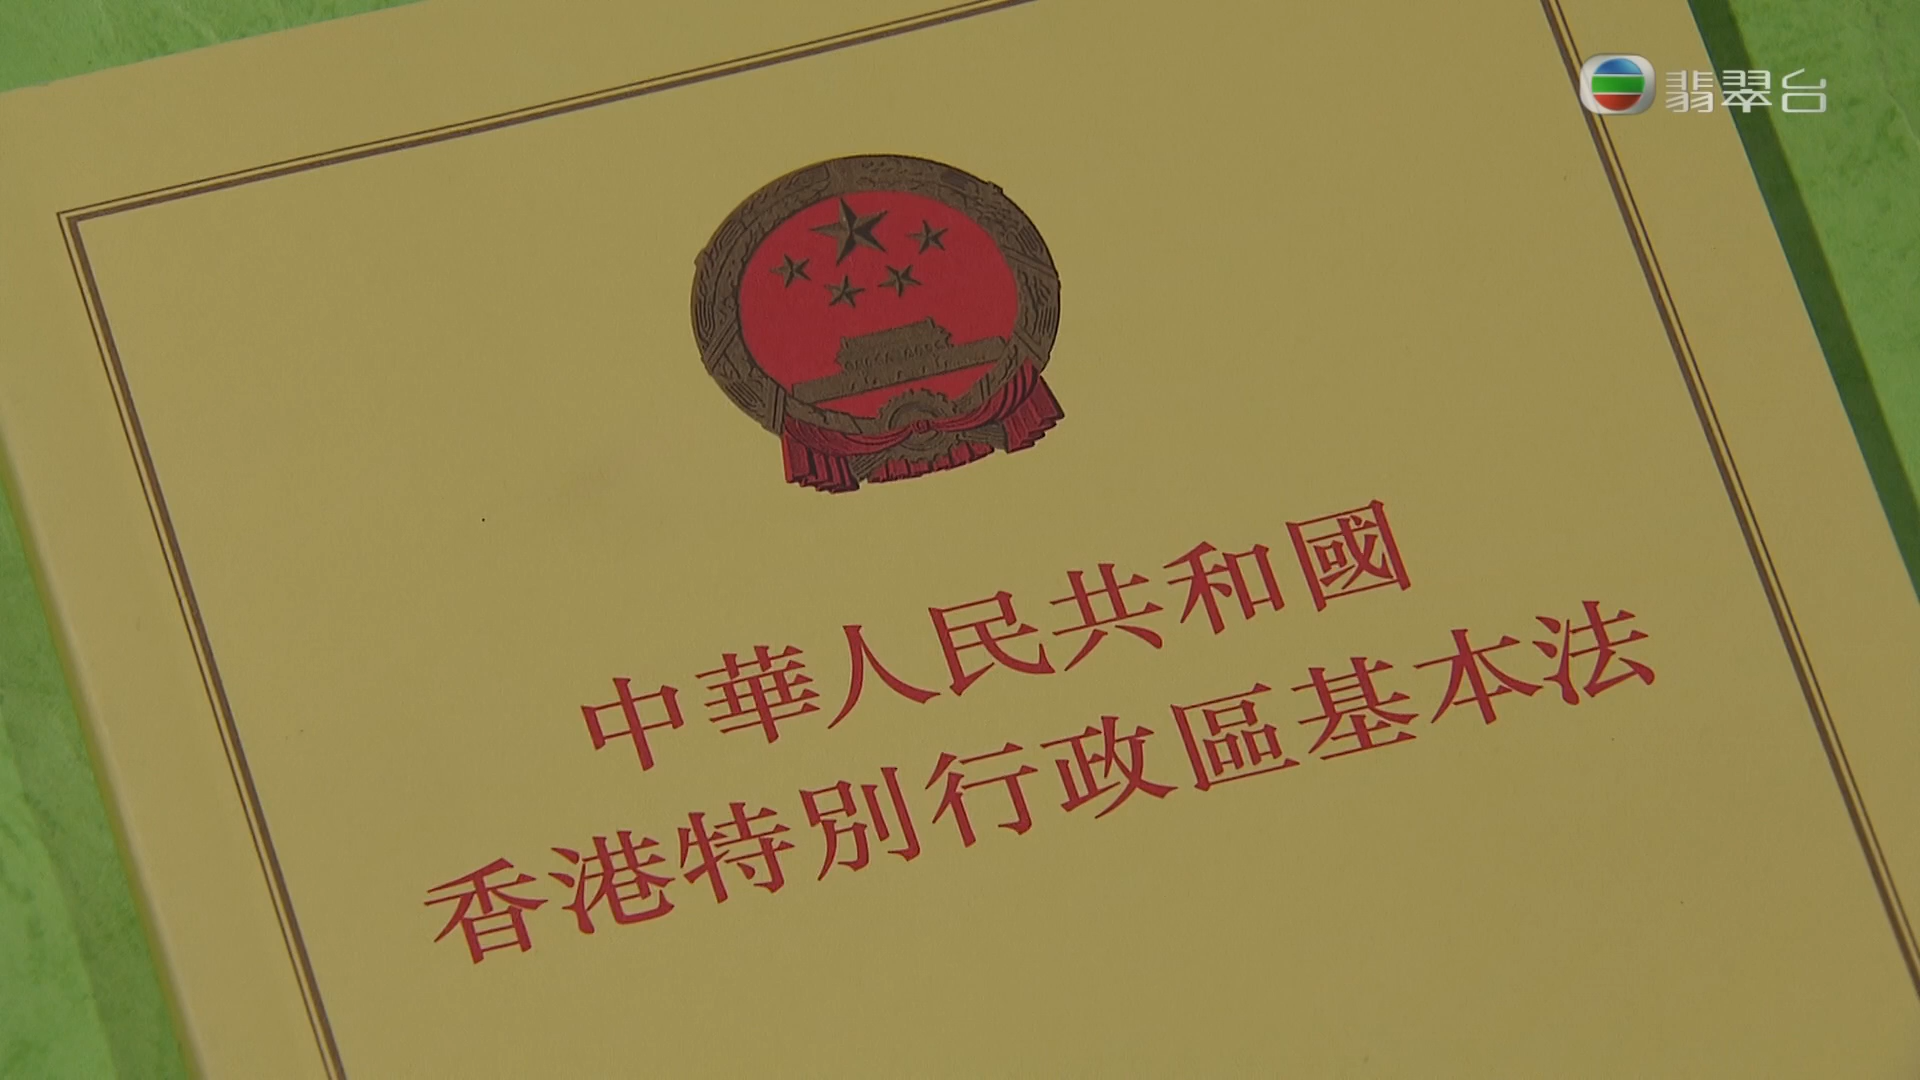 翡翠台
中華人民共和國
香港特別行政區基本法